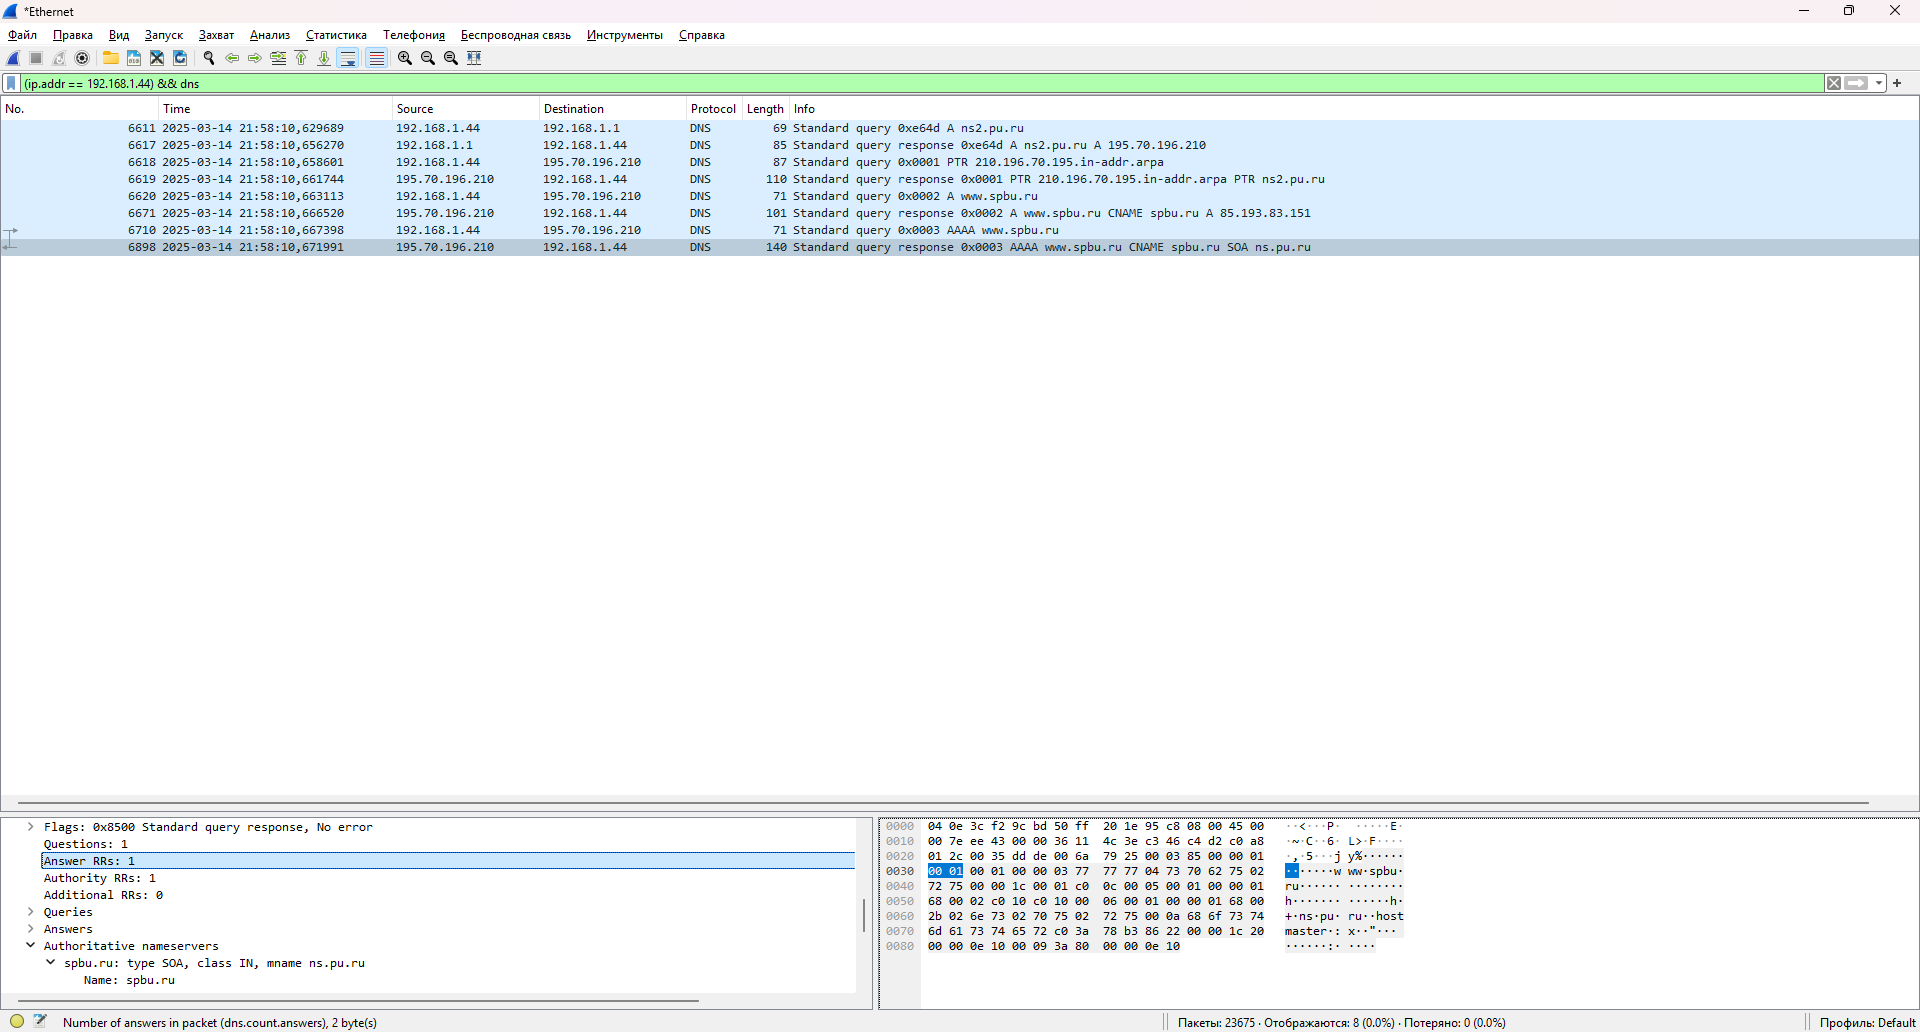 *Ethernet
Файл Правка Вид Запуск Захват Анализ Статистика Телефония Беспроводная связь Инструменты Справка
(ip.addr == 192.168.1.44) && dns
No. Time Source Destination Protocol Length Info
6611 2025-03-14 21:58:10,629689 192.168.1.44 192.168.1.1 DNS 69 Standard query 0xe64d A ns2.pu.ru
6617 2025-03-14 21:58:10,656270 192.168.1.1 192.168.1.44 DNS 85 Standard query response 0xe64d A ns2.pu.ru A 195.70.196.210
6618 2025-03-14 21:58:10,658601 192.168.1.44 195.70.196.210 DNS 87 Standard query 0x0001 PTR 210.196.70.195.in-addr.arpa
6619 2025-03-14 21:58:10,661744 195.70.196.210 192.168.1.44 DNS 110 Standard query response 0x0001 PTR 210.196.70.195.in-addr.arpa PTR ns2.pu.ru
6620 2025-03-14 21:58:10,663113 192.168.1.44 195.70.196.210 DNS 71 Standard query 0x0002 A www.spbu.ru
6671 2025-03-14 21:58:10,666520 195.70.196.210 192.168.1.44 DNS 101 Standard query response 0x0002 A www.spbu.ru CNAME spbu.ru A 85.193.83.151
6710 2025-03-14 21:58:10,667398 192.168.1.44 195.70.196.210 DNS 71 Standard query 0x0003 AAAA www.spbu.ru
6898 2025-03-14 21:58:10,671991 195.70.196.210 192.168.1.44 DNS 140 Standard query response 0x0003 AAAA www.spbu.ru CNAME spbu.ru SOA ns.pu.ru
Flags: 0x8500 Standard query response, No error
Questions: 1
Answer RRs: 1
Authority RRs: 1
Additional RRs: 0
Queries
Answers
Authoritative nameservers
spbu.ru: type SOA, class IN, mname ns.pu.ru
Name: spbu.ru
0000 04 0e 3c f2 9c bd 50 ff 20 1e 95 c8 08 00 45 00 ··<···P· ·····E·
0010 00 7e ee 43 00 00 36 11 4c 3e c3 46 c4 d2 c0 a8 ·~·C··6· L>·F····
0020 01 2c 00 35 dd de 00 6a 79 25 00 03 85 00 00 01 ·,·5···j y%······
0030 00 01 00 01 00 00 03 77 77 77 04 73 70 62 75 02 ·······w ww·spbu·
0040 72 75 00 00 1c 00 01 c0 0c 00 05 00 01 00 00 01 ru······ ········
0050 68 00 02 c0 10 c0 10 00 06 00 01 00 00 01 68 00 h······· ······h·
0060 2b 02 6e 73 02 70 75 02 72 75 00 0a 68 6f 73 74 +·ns·pu· ru··host
0070 6d 61 73 74 65 72 c0 3a 78 b3 86 22 00 00 1c 20 master·: x··"···
0080 00 00 0e 10 00 09 3a 80 00 00 0e 10 ······:· ····
Number of answers in packet (dns.count.answers), 2 byte(s)
Пакеты: 23675 · Отображаются: 8 (0.0%) · Потеряно: 0 (0.0%)
Профиль: Default